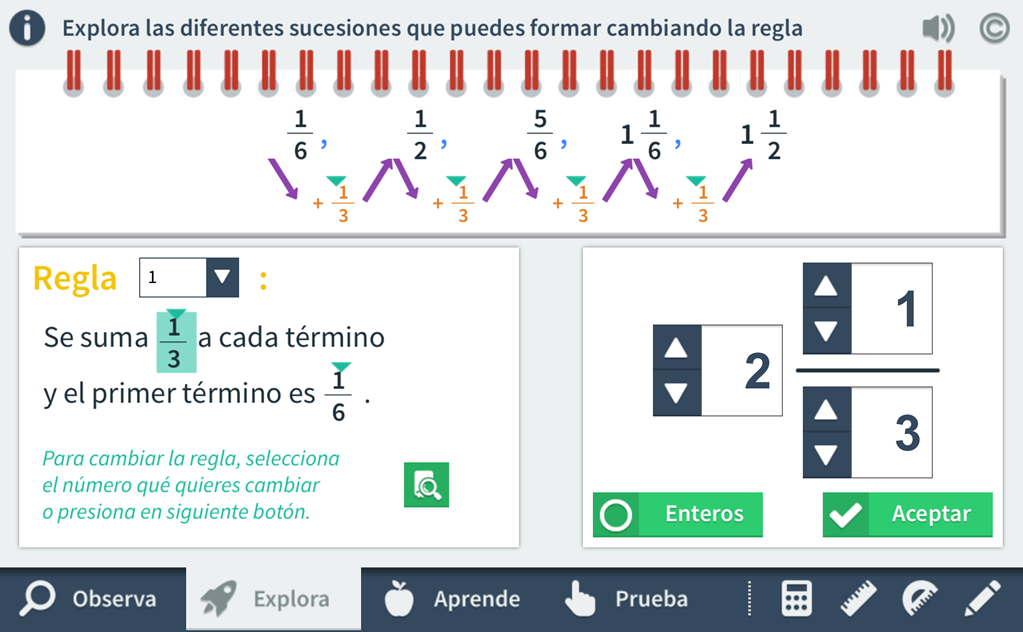 Explora las diferentes sucesiones que puedes formar cambiando la regla
1/6, 1/2, 5/6, 1 1/6, 1 1/2
+ 1/3 + 1/3 + 1/3 + 1/3
Regla 1 :
Se suma 1/3 a cada término
y el primer término es 1/6 .
Para cambiar la regla, selecciona
el número qué quieres cambiar
o presiona en siguiente botón.
2 1/3
Enteros Aceptar
Observa Explora Aprende Prueba